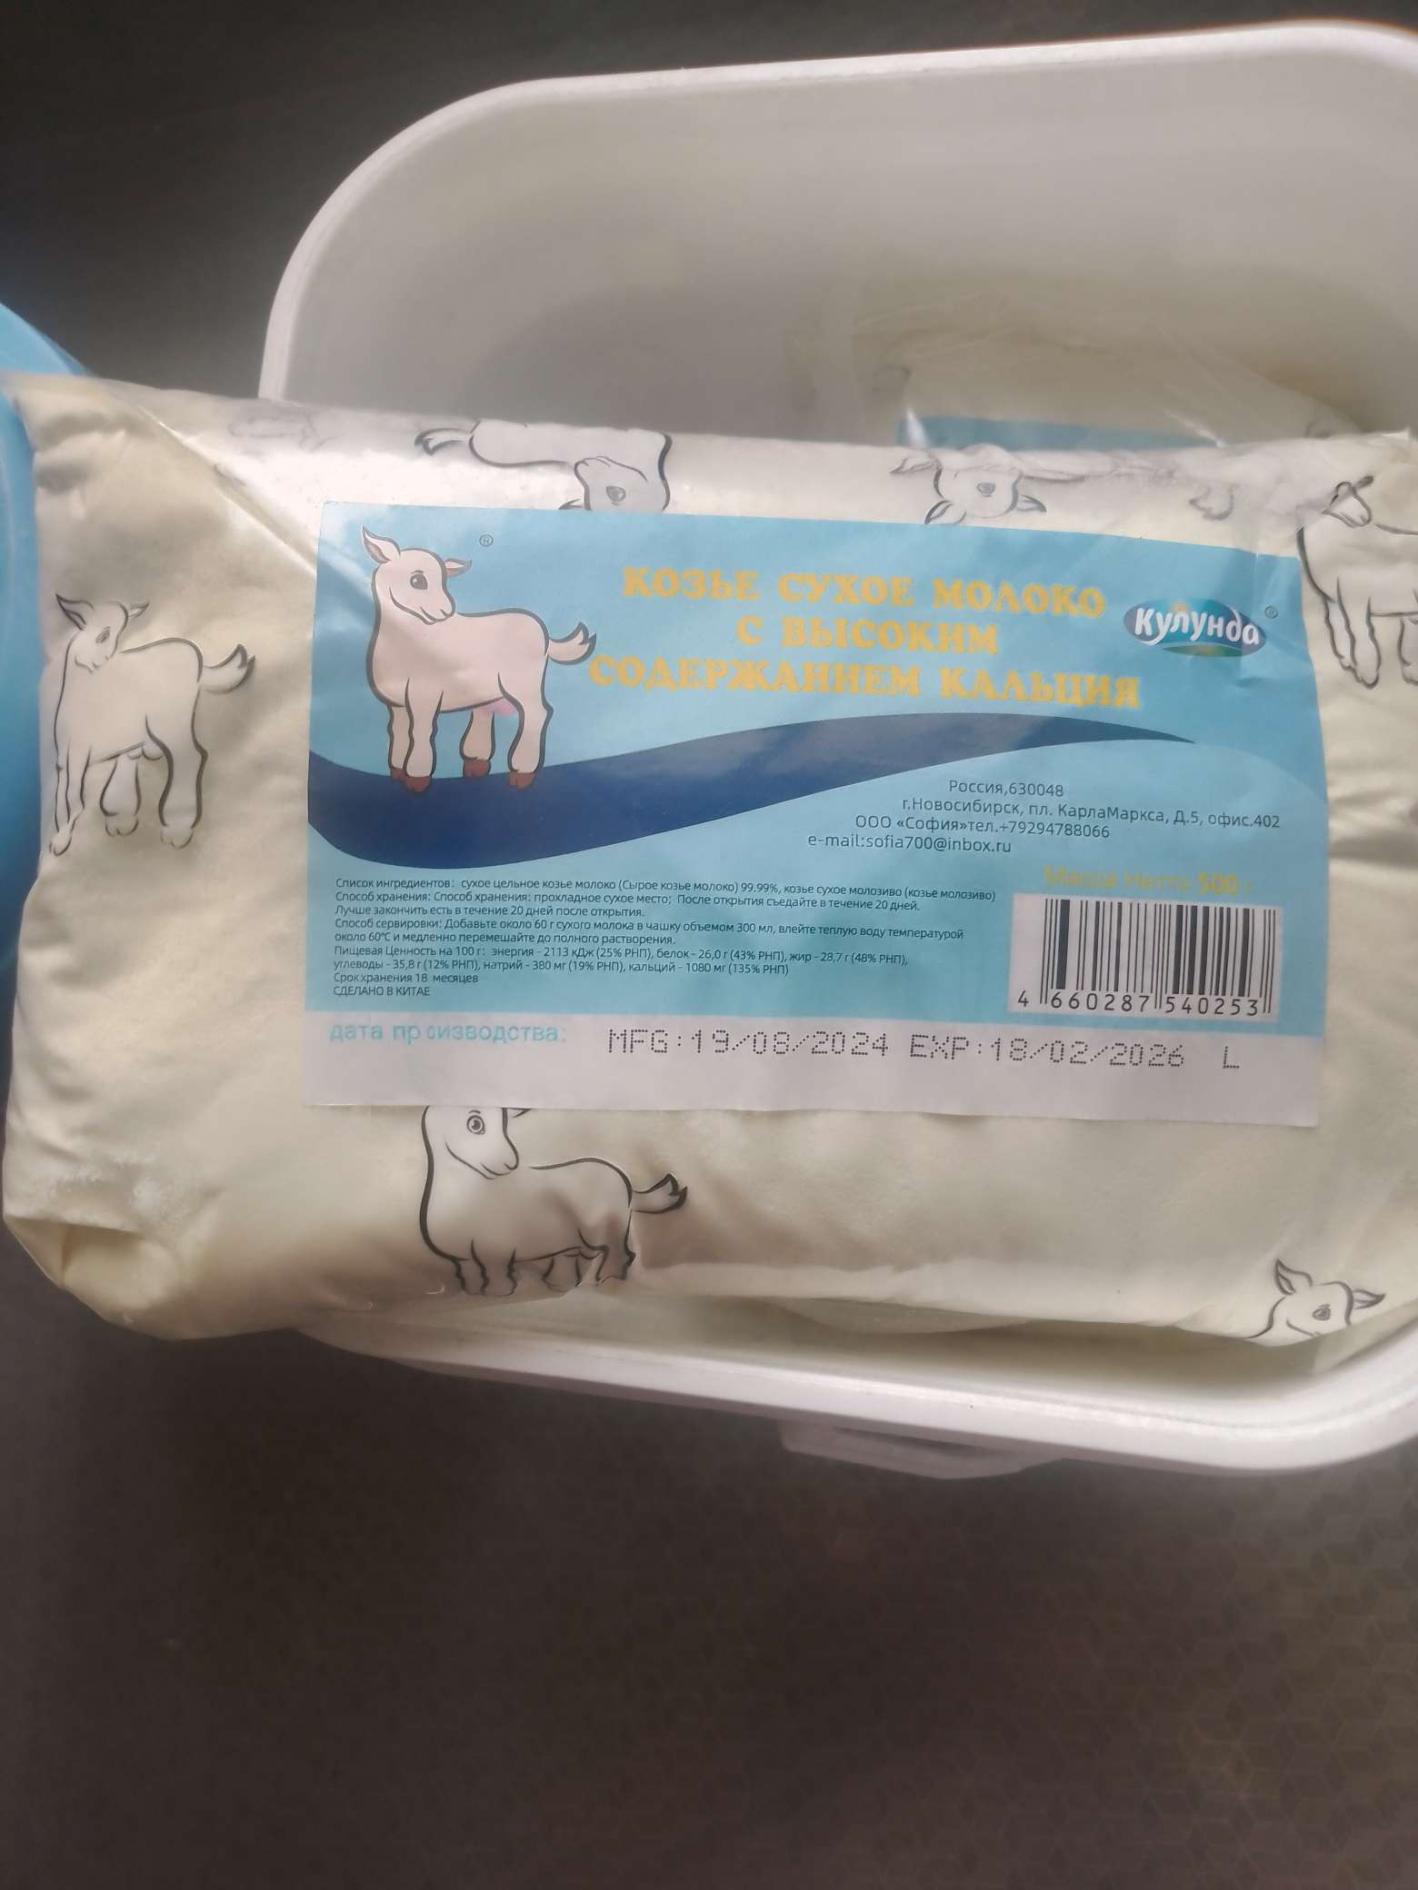 ®
КОЗЬЕ СУХОЕ МОЛОКО
С ВЫСОКИМ
СОДЕРЖАНИЕМ КАЛЬЦИЯ
Кулунда®
Россия,630048
г.Новосибирск, пл. КарлаМаркса, Д.5, офис.402
ООО «София»тел.+79294788066
e-mail:sofia700@inbox.ru
Масса Нетто 500 г
Список ингредиентов: сухое цельное козье молоко (Сырое козье молоко) 99.99%, козье сухое молозиво (козье молозиво)
Способ хранения: Способ хранения: прохладное сухое место; После открытия съедайте в течение 20 дней.
Лучше закончить есть в течение 20 дней после открытия.
Способ сервировки: Добавьте около 60 г сухого молока в чашку объемом 300 мл, влейте теплую воду температурой
около 60°C и медленно перемешайте до полного растворения.
Пищевая Ценность на 100 г: энергия - 2113 кДж (25% РНП), белок - 26,0 г (43% РНП), жир - 28,7 г (48% РНП),
углеводы - 35,8 г (12% РНП), натрий - 380 мг (19% РНП), кальций - 1080 мг (135% РНП)
Срокхранения 18 месяцев
СДЕЛАНО В КИТАЕ
4 660287 540253
дата производства: MFG:19/08/2024 EXP:18/02/2026 L